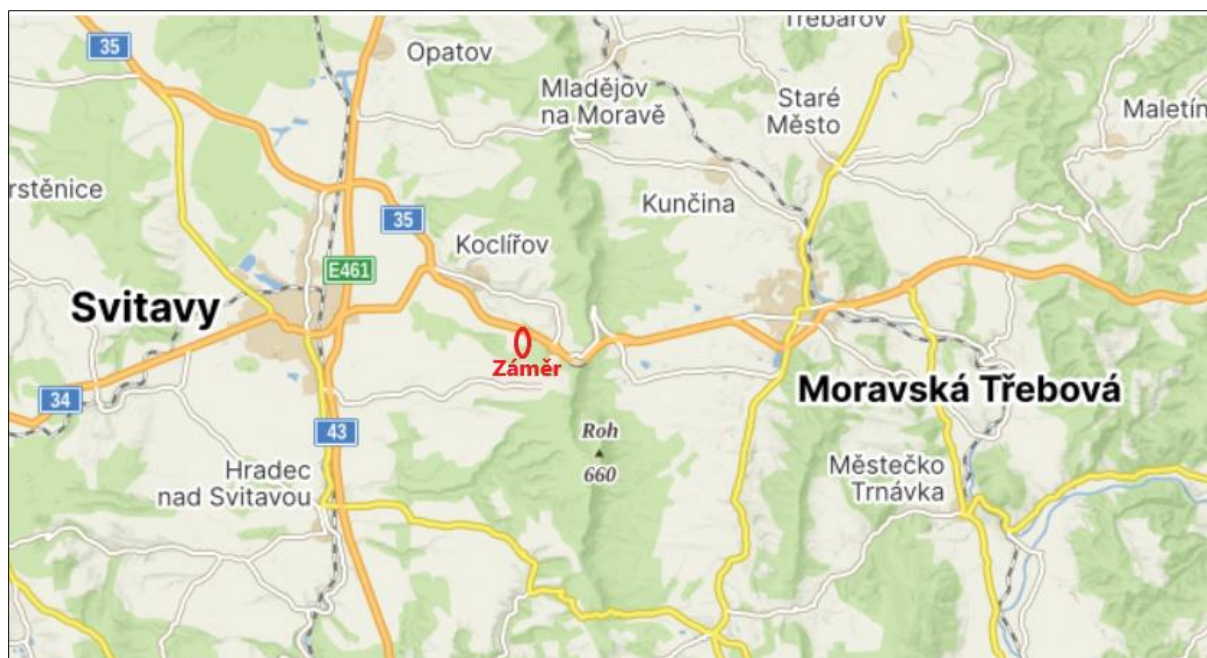 35
Opatov
Třebařov
Mladějov
na Moravě
Staré
Město
Maletín
rstěnice
Kunčina
35
Koclířov
E461
Svitavy
Záměr
Moravská Třebová
34
43
Roh
660
Hradec
nad Svitavou
Městečko
Trnávka